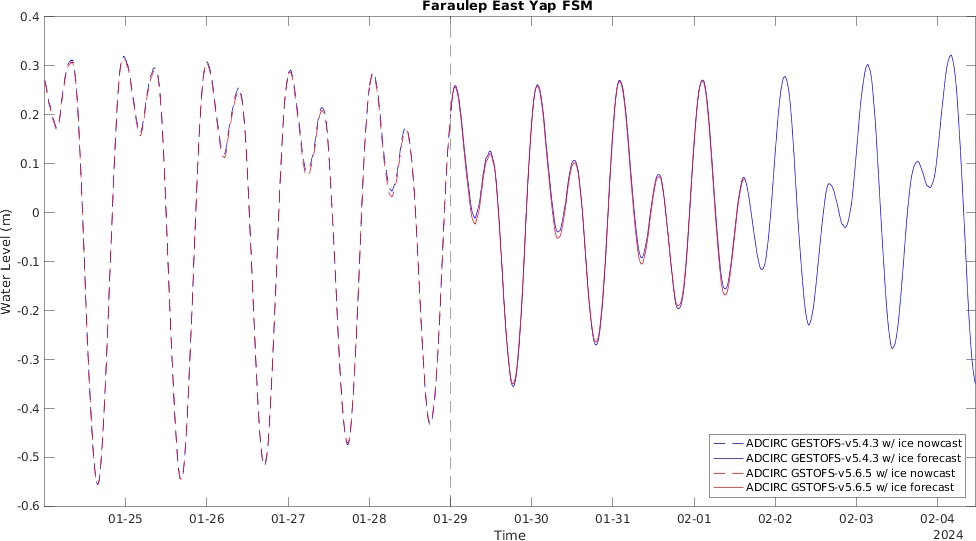 Faraulep East Yap FSM
0.4
0.3
0.2
0.1
0
-0.1
-0.2
-0.3
-0.4
-0.5
-0.6
Water Level (m)
ADCIRC GESTOFS-v5.4.3 w/ ice nowcast
ADCIRC GESTOFS-v5.4.3 w/ ice forecast
ADCIRC GSTOFS-v5.6.5 w/ ice nowcast
ADCIRC GSTOFS-v5.6.5 w/ ice forecast
01-25 01-26 01-27 01-28 01-29 01-30 01-31 02-01 02-02 02-03 02-04
Time
2024